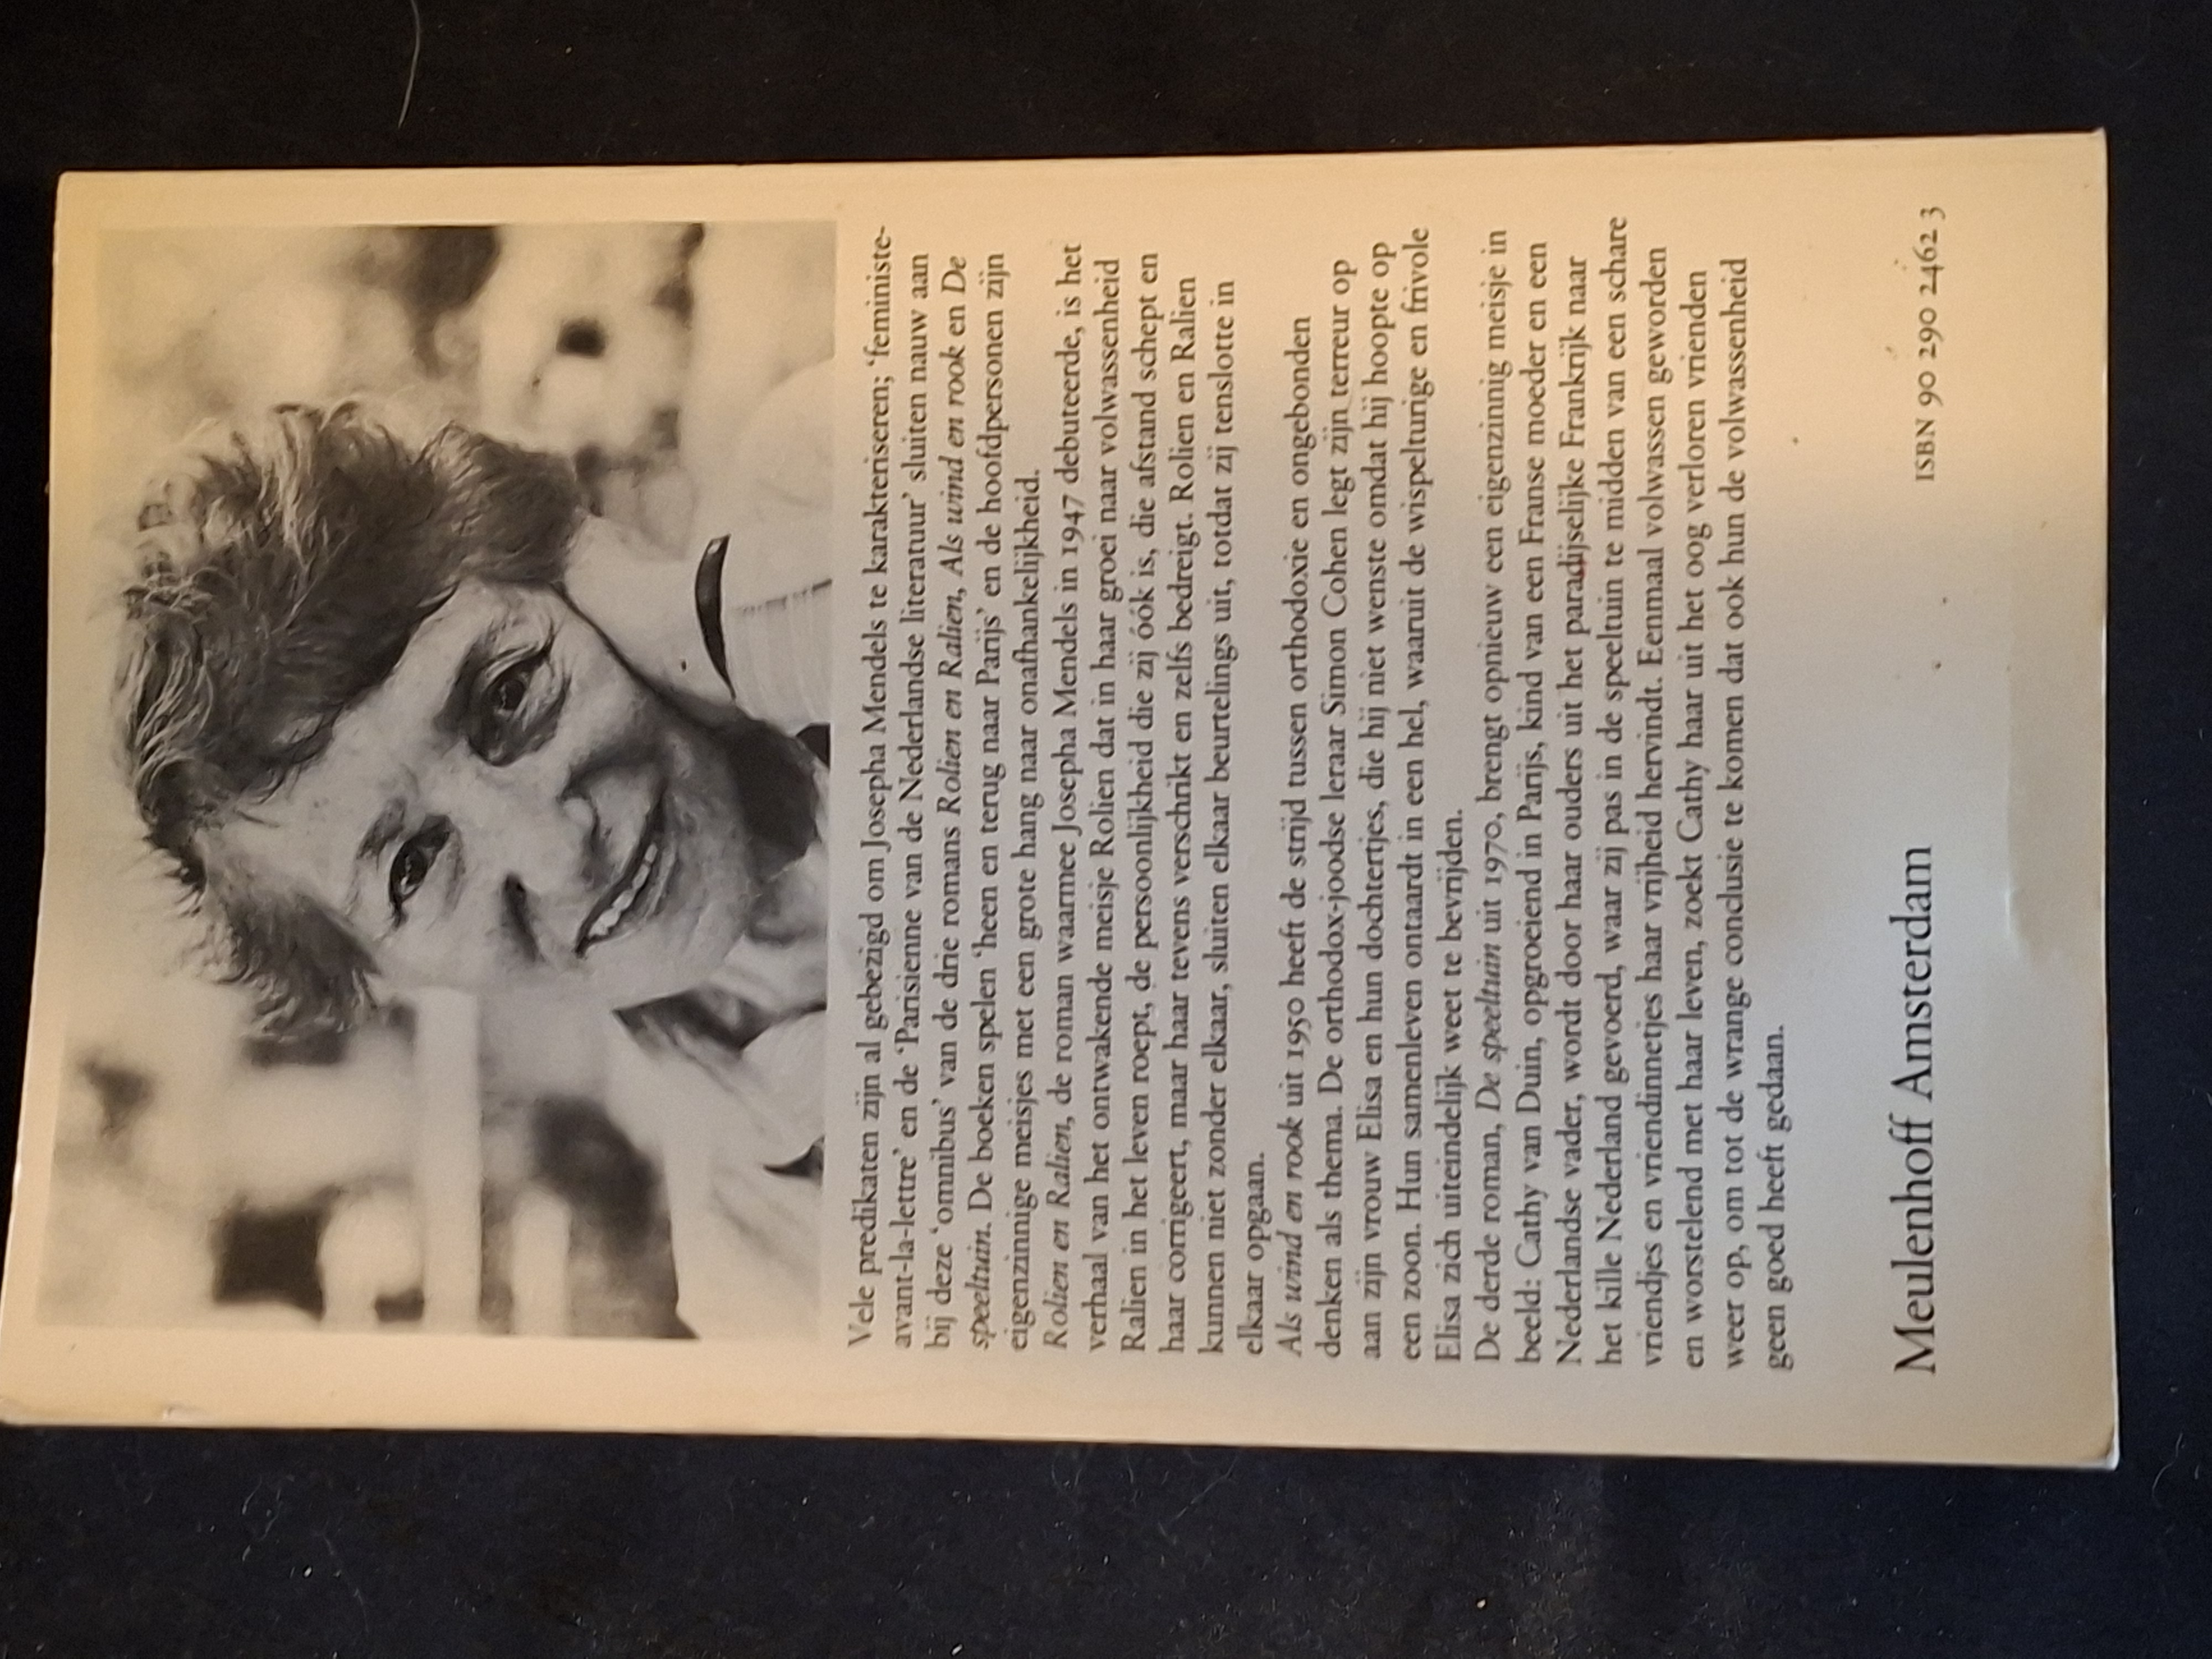 Vele predikaten zijn al gebezigd om Josepha Mendels te karakteriseren; ‘feministe-
avant-la-lettre’ en de ‘Parisienne van de Nederlandse literatuur’ sluiten nauw aan
bij deze ‘omnibus’ van de drie romans Rolien en Ralien, Als wind en rook en De
speeltuin. De boeken spelen ‘heen en terug naar Parijs’ en de hoofdpersonen zijn
eigenzinnige meisjes met een grote hang naar onafhankelijkheid.
Rolien en Ralien, de roman waarmee Josepha Mendels in 1947 debuteerde, is het
verhaal van het ontwakende meisje Rolien dat in haar groei naar volwassenheid
Ralien in het leven roept, de persoonlijkheid die zij óók is, die afstand schept en
haar corrigeert, maar haar tevens verschrikt en zelfs bedreigt. Rolien en Ralien
kunnen niet zonder elkaar, sluiten elkaar beurtelings uit, totdat zij tenslotte in
elkaar opgaan.
Als wind en rook uit 1950 heeft de strijd tussen orthodoxie en ongebonden
denken als thema. De orthodox-joodse leraar Simon Cohen legt zijn terreur op
aan zijn vrouw Elisa en hun dochtertjes, die hij niet wenste omdat hij hoopte op
een zoon. Hun samenleven ontaardt in een hel, waaruit de wispelturige en frivole
Elisa zich uiteindelijk weet te bevrijden.
De derde roman, De speeltuin uit 1970, brengt opnieuw een eigenzinnig meisje in
beeld: Cathy van Duin, opgroeiend in Parijs, kind van een Franse moeder en een
Nederlandse vader, wordt door haar ouders uit het paradijselijke Frankrijk naar
het kille Nederland gevoerd, waar zij pas in de speeltuin te midden van een schare
vriendjes en vriendinnetjes haar vrijheid hervindt. Eenmaal volwassen geworden
en worstelend met haar leven, zoekt Cathy haar uit het oog verloren vrienden
weer op, om tot de wrange conclusie te komen dat ook hun de volwassenheid
geen goed heeft gedaan.
Meulenhoff Amsterdam
ISBN 90 290 2462 3